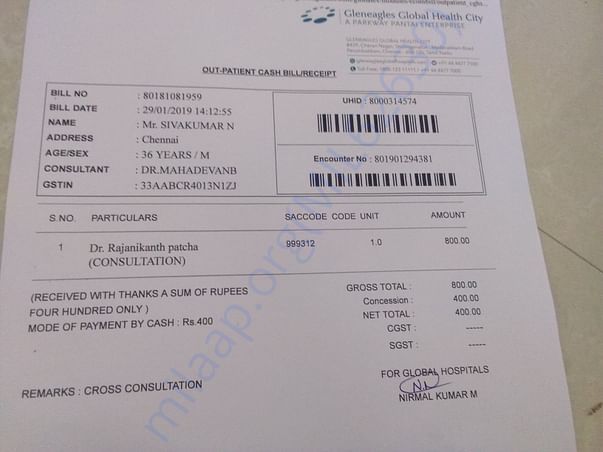 Gleneagles Global Health City
A PARKWAY PANTAI ENTERPRISE
GLENEAGLES GLOBAL HEALTH CITY
OUT-PATIENT CASH BILL/RECEIPT
BILL NO : 80181081959
BILL DATE : 29/01/2019 14:12:55
NAME : Mr. SIVAKUMAR N
ADDRESS : Chennai
AGE/SEX : 36 YEARS / M
CONSULTANT : DR.MAHADEVANB
GSTIN : 33AABCR4013N1ZJ
UHID : 8000314574
Encounter No : 801901294381
S.NO. PARTICULARS SACCODE CODE UNIT AMOUNT
1 Dr. Rajanikanth patcha 999312 1.0 800.00
(CONSULTATION)
(RECEIVED WITH THANKS A SUM OF RUPEES
FOUR HUNDRED ONLY )
MODE OF PAYMENT BY CASH : Rs.400
GROSS TOTAL : 800.00
Concession : 400.00
NET TOTAL : 400.00
CGST : -----
SGST : -----
REMARKS : CROSS CONSULTATION
FOR GLOBAL HOSPITALS
NIRMAL KUMAR M
milaap.org